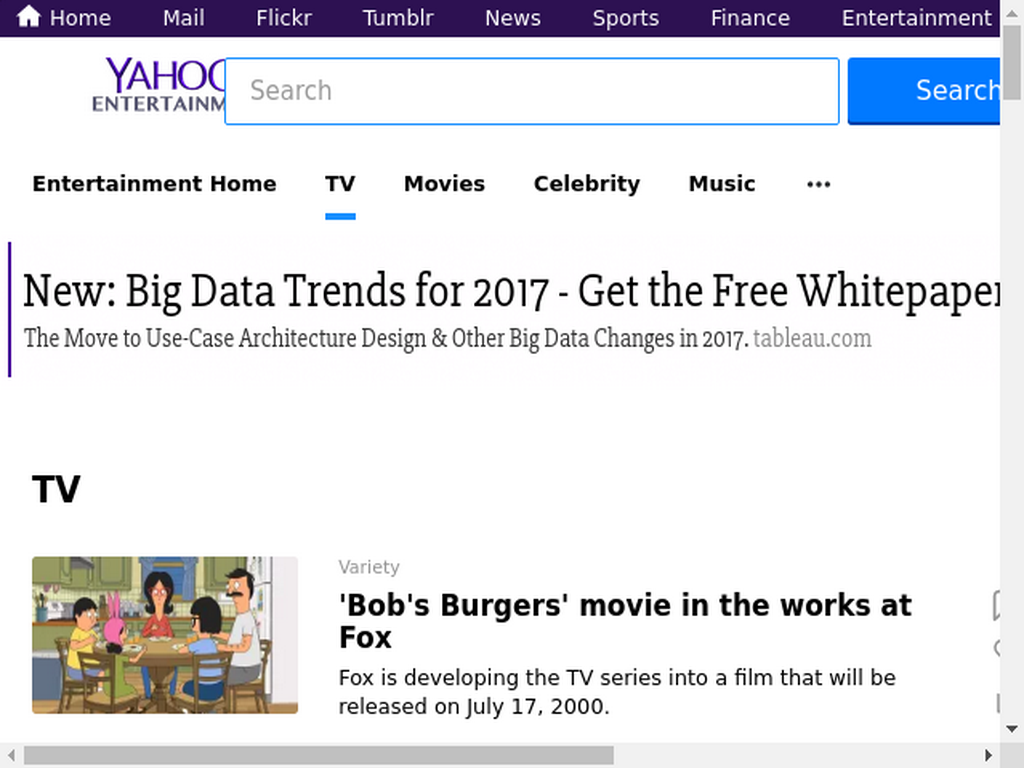 Home Mail Flickr Tumblr News Sports Finance Entertainment
YAHOO
ENTERTAINM
Search
Search
Entertainment Home TV Movies Celebrity Music ...
New: Big Data Trends for 2017 - Get the Free Whitepaper
The Move to Use-Case Architecture Design & Other Big Data Changes in 2017. tableau.com
TV
Variety
'Bob's Burgers' movie in the works at
Fox
Fox is developing the TV series into a film that will be
released on July 17, 2000.